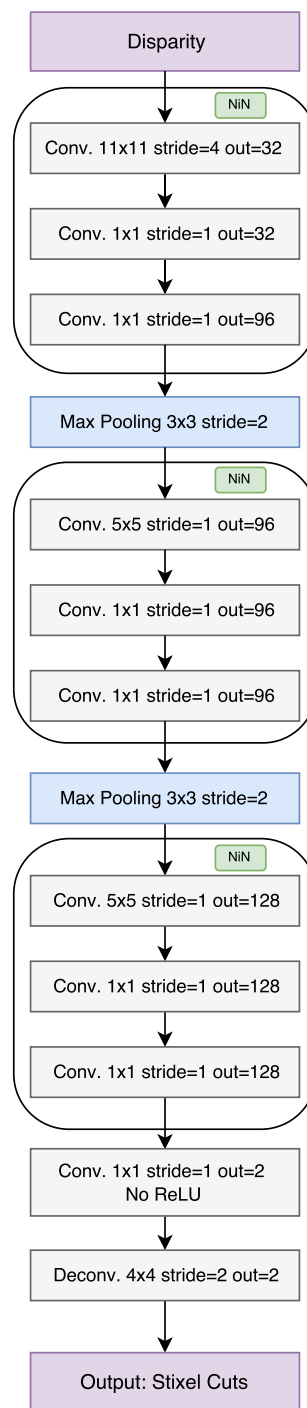 Disparity
NiN
Conv. 11x11 stride=4 out=32
Conv. 1x1 stride=1 out=32
Conv. 1x1 stride=1 out=96
Max Pooling 3x3 stride=2
NiN
Conv. 5x5 stride=1 out=96
Conv. 1x1 stride=1 out=96
Conv. 1x1 stride=1 out=96
Max Pooling 3x3 stride=2
NiN
Conv. 5x5 stride=1 out=128
Conv. 1x1 stride=1 out=128
Conv. 1x1 stride=1 out=128
Conv. 1x1 stride=1 out=2
No ReLU
Deconv. 4x4 stride=2 out=2
Output: Stixel Cuts